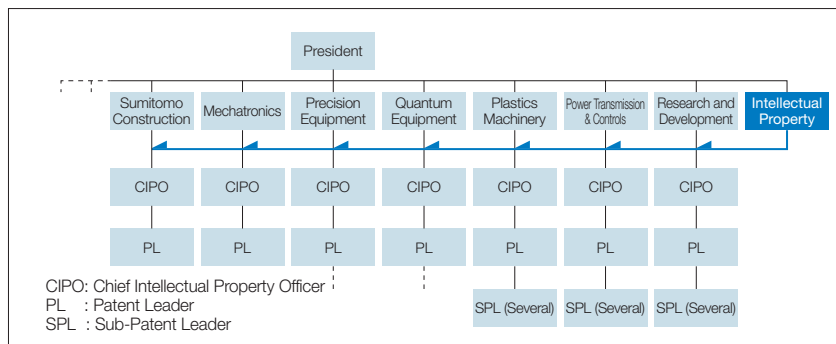 President
Sumitomo
Construction
Mechatronics
Precision
Equipment
Quantum
Equipment
Plastics
Machinery
Power Transmission
& Controls
Research and
Development
Intellectual
Property
CIPO CIPO CIPO CIPO CIPO CIPO CIPO
PL PL PL PL PL PL PL
SPL (Several) SPL (Several) SPL (Several)
CIPO: Chief Intellectual Property Officer
PL : Patent Leader
SPL : Sub-Patent Leader